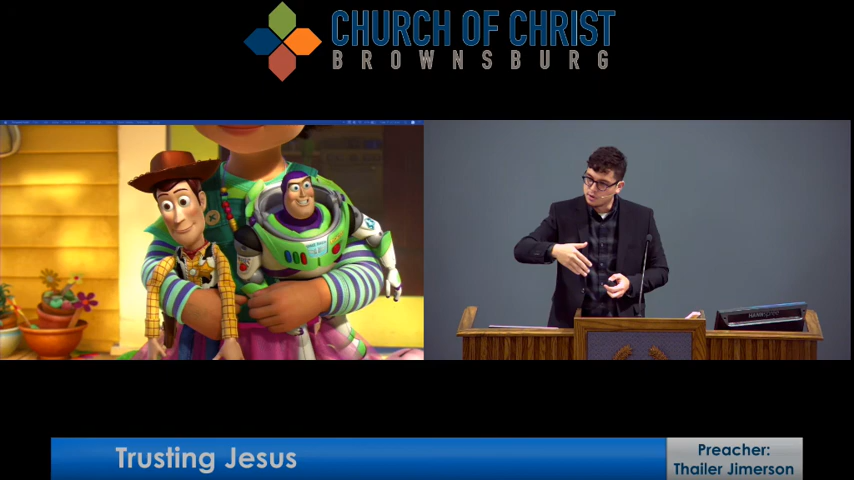 CHURCH OF CHRIST
BROWNSBURG
Trusting Jesus
Preacher:
Thailer Jimerson